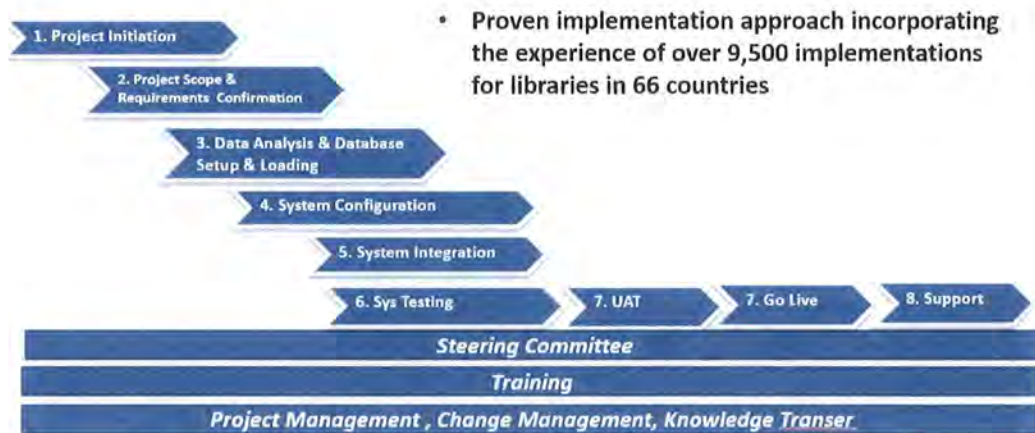 • Proven implementation approach incorporating
the experience of over 9,500 implementations
for libraries in 66 countries
1. Project Initiation
2. Project Scope &
Requirements Confirmation
3. Data Analysis & Database
Setup & Loading
4. System Configuration
5. System Integration
6. Sys Testing
7. UAT
7. Go Live
8. Support
Steering Committee
Training
Project Management , Change Management, Knowledge Transer